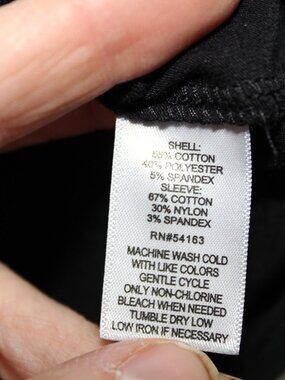 SHELL:
55% COTTON
40% POLYESTER
5% SPANDEX
SLEEVE:
67% COTTON
30% NYLON
3% SPANDEX
RN#54163
MACHINE WASH COLD
WITH LIKE COLORS
GENTLE CYCLE
ONLY NON-CHLORINE
BLEACH WHEN NEEDED
TUMBLE DRY LOW
LOW IRON IF NECESSARY